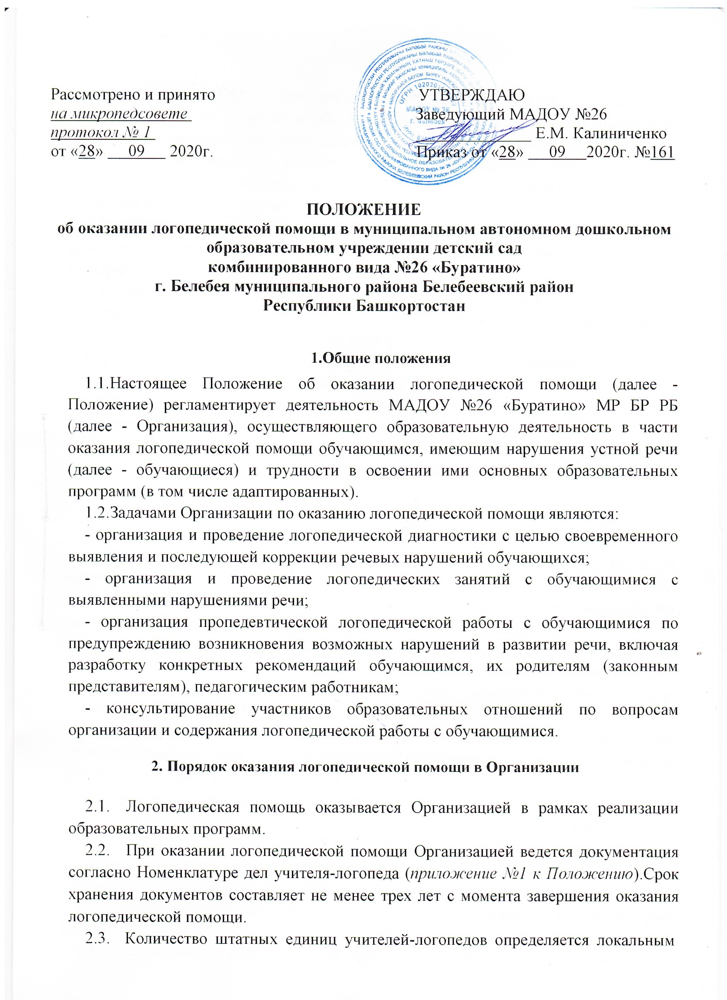 Рассмотрено и принято
на микропедсовете
протокол № 1
от «28» ___09___ 2020г.
УТВЕРЖДАЮ
Заведующий МАДОУ №26
______________ Е.М. Калиниченко
Приказ от «28» ___09___2020г. №161
МАДОУ № 26
г. Белебея
ПОЛОЖЕНИЕ
об оказании логопедической помощи в муниципальном автономном дошкольном
образовательном учреждении детский сад
комбинированного вида №26 «Буратино»
г. Белебея муниципального района Белебеевский район
Республики Башкортостан
1.Общие положения
1.1.Настоящее Положение об оказании логопедической помощи (далее -
Положение) регламентирует деятельность МАДОУ №26 «Буратино» МР БР РБ
(далее - Организация), осуществляющего образовательную деятельность в части
оказания логопедической помощи обучающимся, имеющим нарушения устной речи
(далее - обучающиеся) и трудности в освоении ими основных образовательных
программ (в том числе адаптированных).
1.2.Задачами Организации по оказанию логопедической помощи являются:
- организация и проведение логопедической диагностики с целью своевременного
выявления и последующей коррекции речевых нарушений обучающихся;
- организация и проведение логопедических занятий с обучающимися с
выявленными нарушениями речи;
- организация пропедевтической логопедической работы с обучающимися по
предупреждению возникновения возможных нарушений в развитии речи, включая
разработку конкретных рекомендаций обучающимся, их родителям (законным
представителям), педагогическим работникам;
- консультирование участников образовательных отношений по вопросам
организации и содержания логопедической работы с обучающимися.
2. Порядок оказания логопедической помощи в Организации
2.1. Логопедическая помощь оказывается Организацией в рамках реализации
образовательных программ.
2.2. При оказании логопедической помощи Организацией ведется документация
согласно Номенклатуре дел учителя-логопеда (приложение №1 к Положению).Срок
хранения документов составляет не менее трех лет с момента завершения оказания
логопедической помощи.
2.3. Количество штатных единиц учителей-логопедов определяется локальным